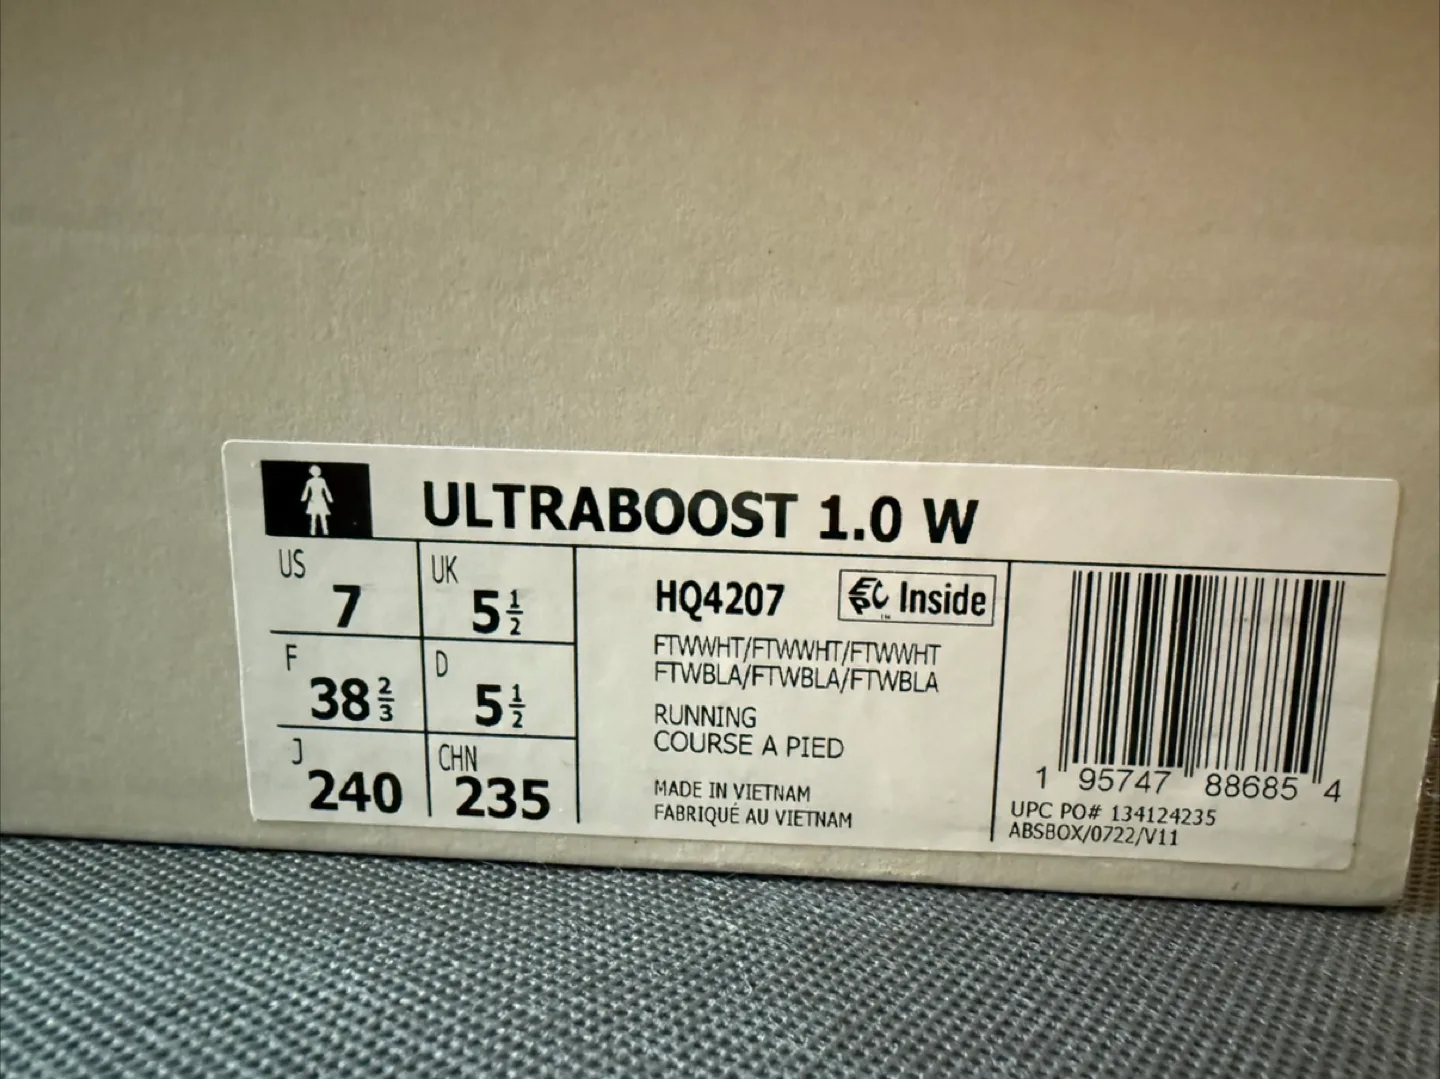 ULTRABOOST 1.0 W
US 7
UK 5 1/2
F 38 2/3
D 5 1/2
J 240
CHN 235
HQ4207
EPC Inside
TM
FTWWHT/FTWWHT/FTWWHT
FTWBLA/FTWBLA/FTWBLA
RUNNING
COURSE A PIED
MADE IN VIETNAM
FABRIQUÉ AU VIETNAM
1 95747 88685 4
UPC PO# 134124235
ABSBOX/0722/V11